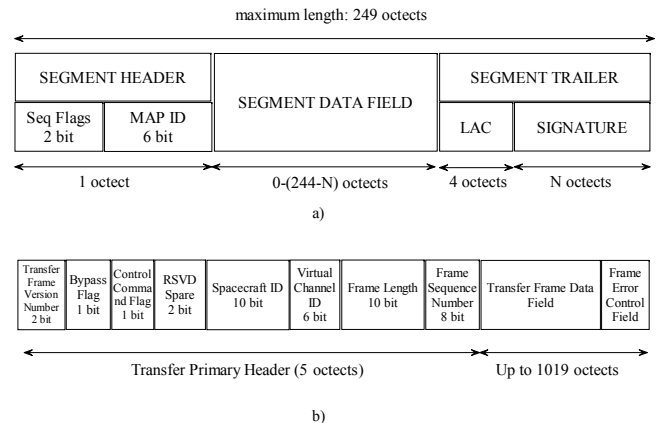 maximum length: 249 octects
SEGMENT HEADER
SEGMENT DATA FIELD
SEGMENT TRAILER
Seq Flags
2 bit
MAP ID
6 bit
LAC
SIGNATURE
1 octect
0-(244-N) octects
4 octects
N octects
a)
Transfer
Frame
Version
Number
2 bit
Bypass
Flag
1 bit
Control
Comma
nd Flag
1 bit
RSVD
Spare
2 bit
Spacecraft ID
10 bit
Virtual
Channel
ID
6 bit
Frame Length
10 bit
Frame
Sequence
Number
8 bit
Transfer Frame Data
Field
Frame
Error
Control
Field
Transfer Primary Header (5 octects)
Up to 1019 octects
b)